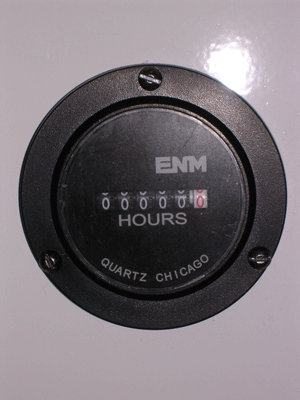 ENM
000000
HOURS
QUARTZ CHICAGO